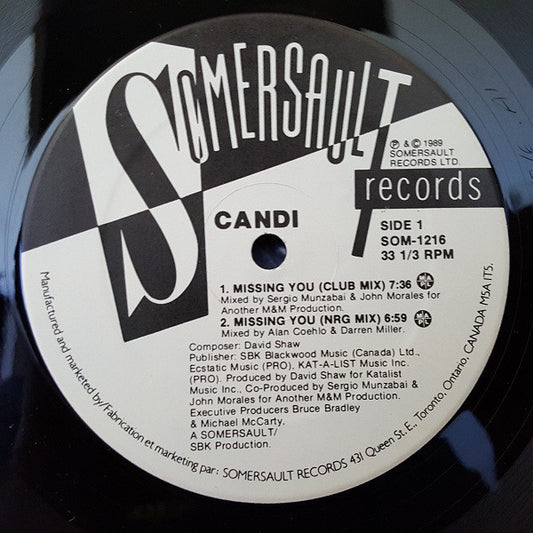 SOMERSAULT
records
℗ & © 1989
SOMERSAULT
RECORDS LTD.
CANDI
SIDE 1
SOM-1216
33 1/3 RPM
1. MISSING YOU (CLUB MIX) 7:36
Mixed by Sergio Munzabai & John Morales for
Another M&M Production.
2. MISSING YOU (NRG MIX) 6:59
Mixed by Alan Coehlo & Darren Miller.
Composer: David Shaw
Publisher: SBK Blackwood Music (Canada) Ltd.,
Ecstatic Music (PRO), KAT-A-LIST Music Inc.
(PRO). Produced by David Shaw for Katalist
Music Inc., Co-Produced by Sergio Munzabai &
John Morales for Another M&M Production.
Executive Producers Bruce Bradley
& Michael McCarty.
A SOMERSAULT/
SBK Production.
Manufactured and marketed by/Fabrication et marketing par: SOMERSAULT RECORDS 431 Queen St. E., Toronto, Ontario, CANADA M5A 1T5.